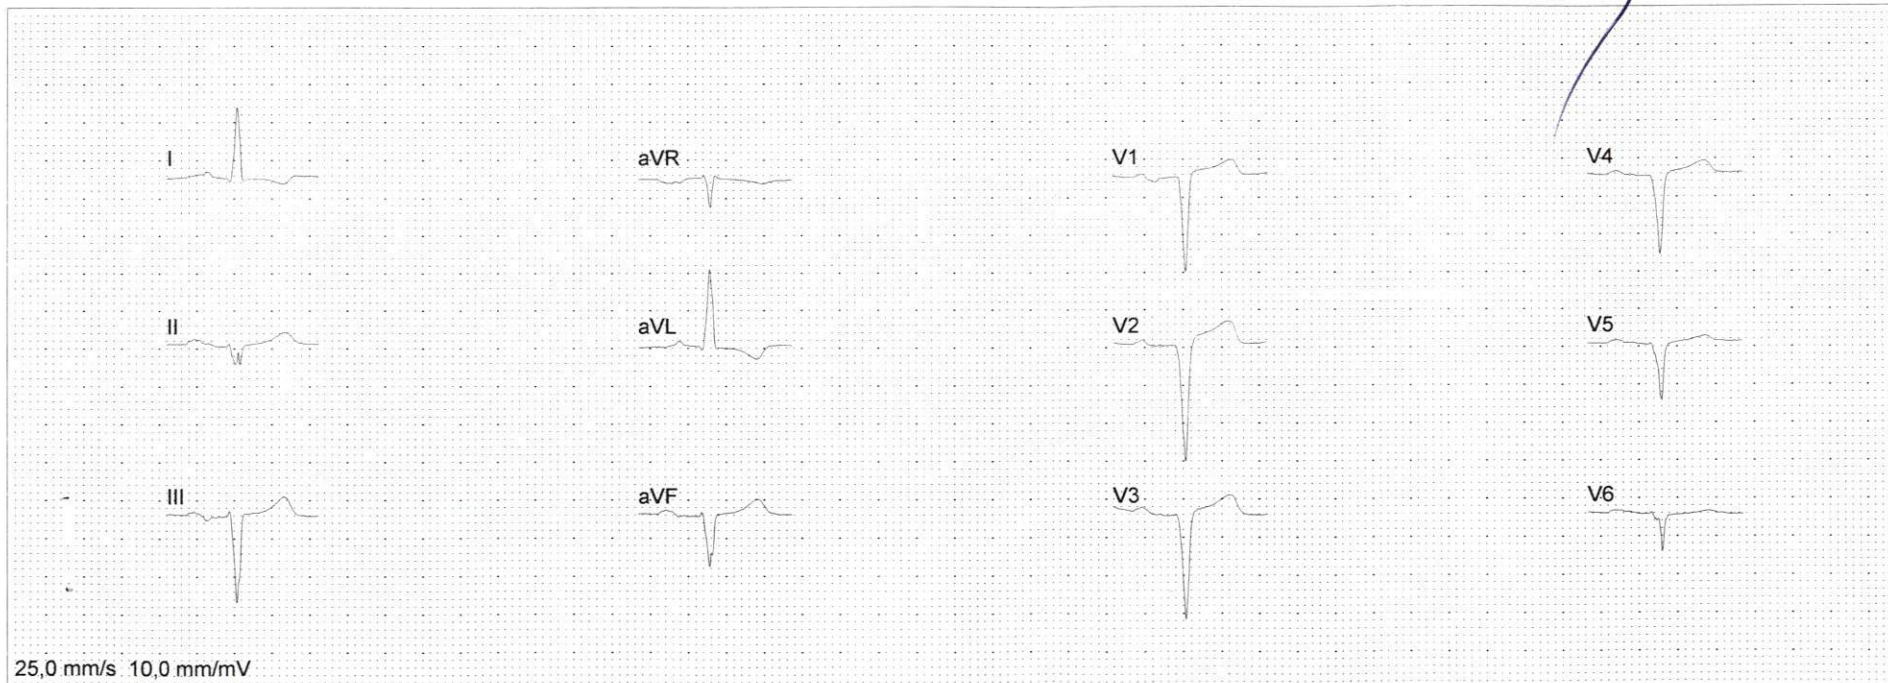 I
aVR
V1
V4
II
aVL
V2
V5
III
aVF
V3
V6
25,0 mm/s 10,0 mm/mV